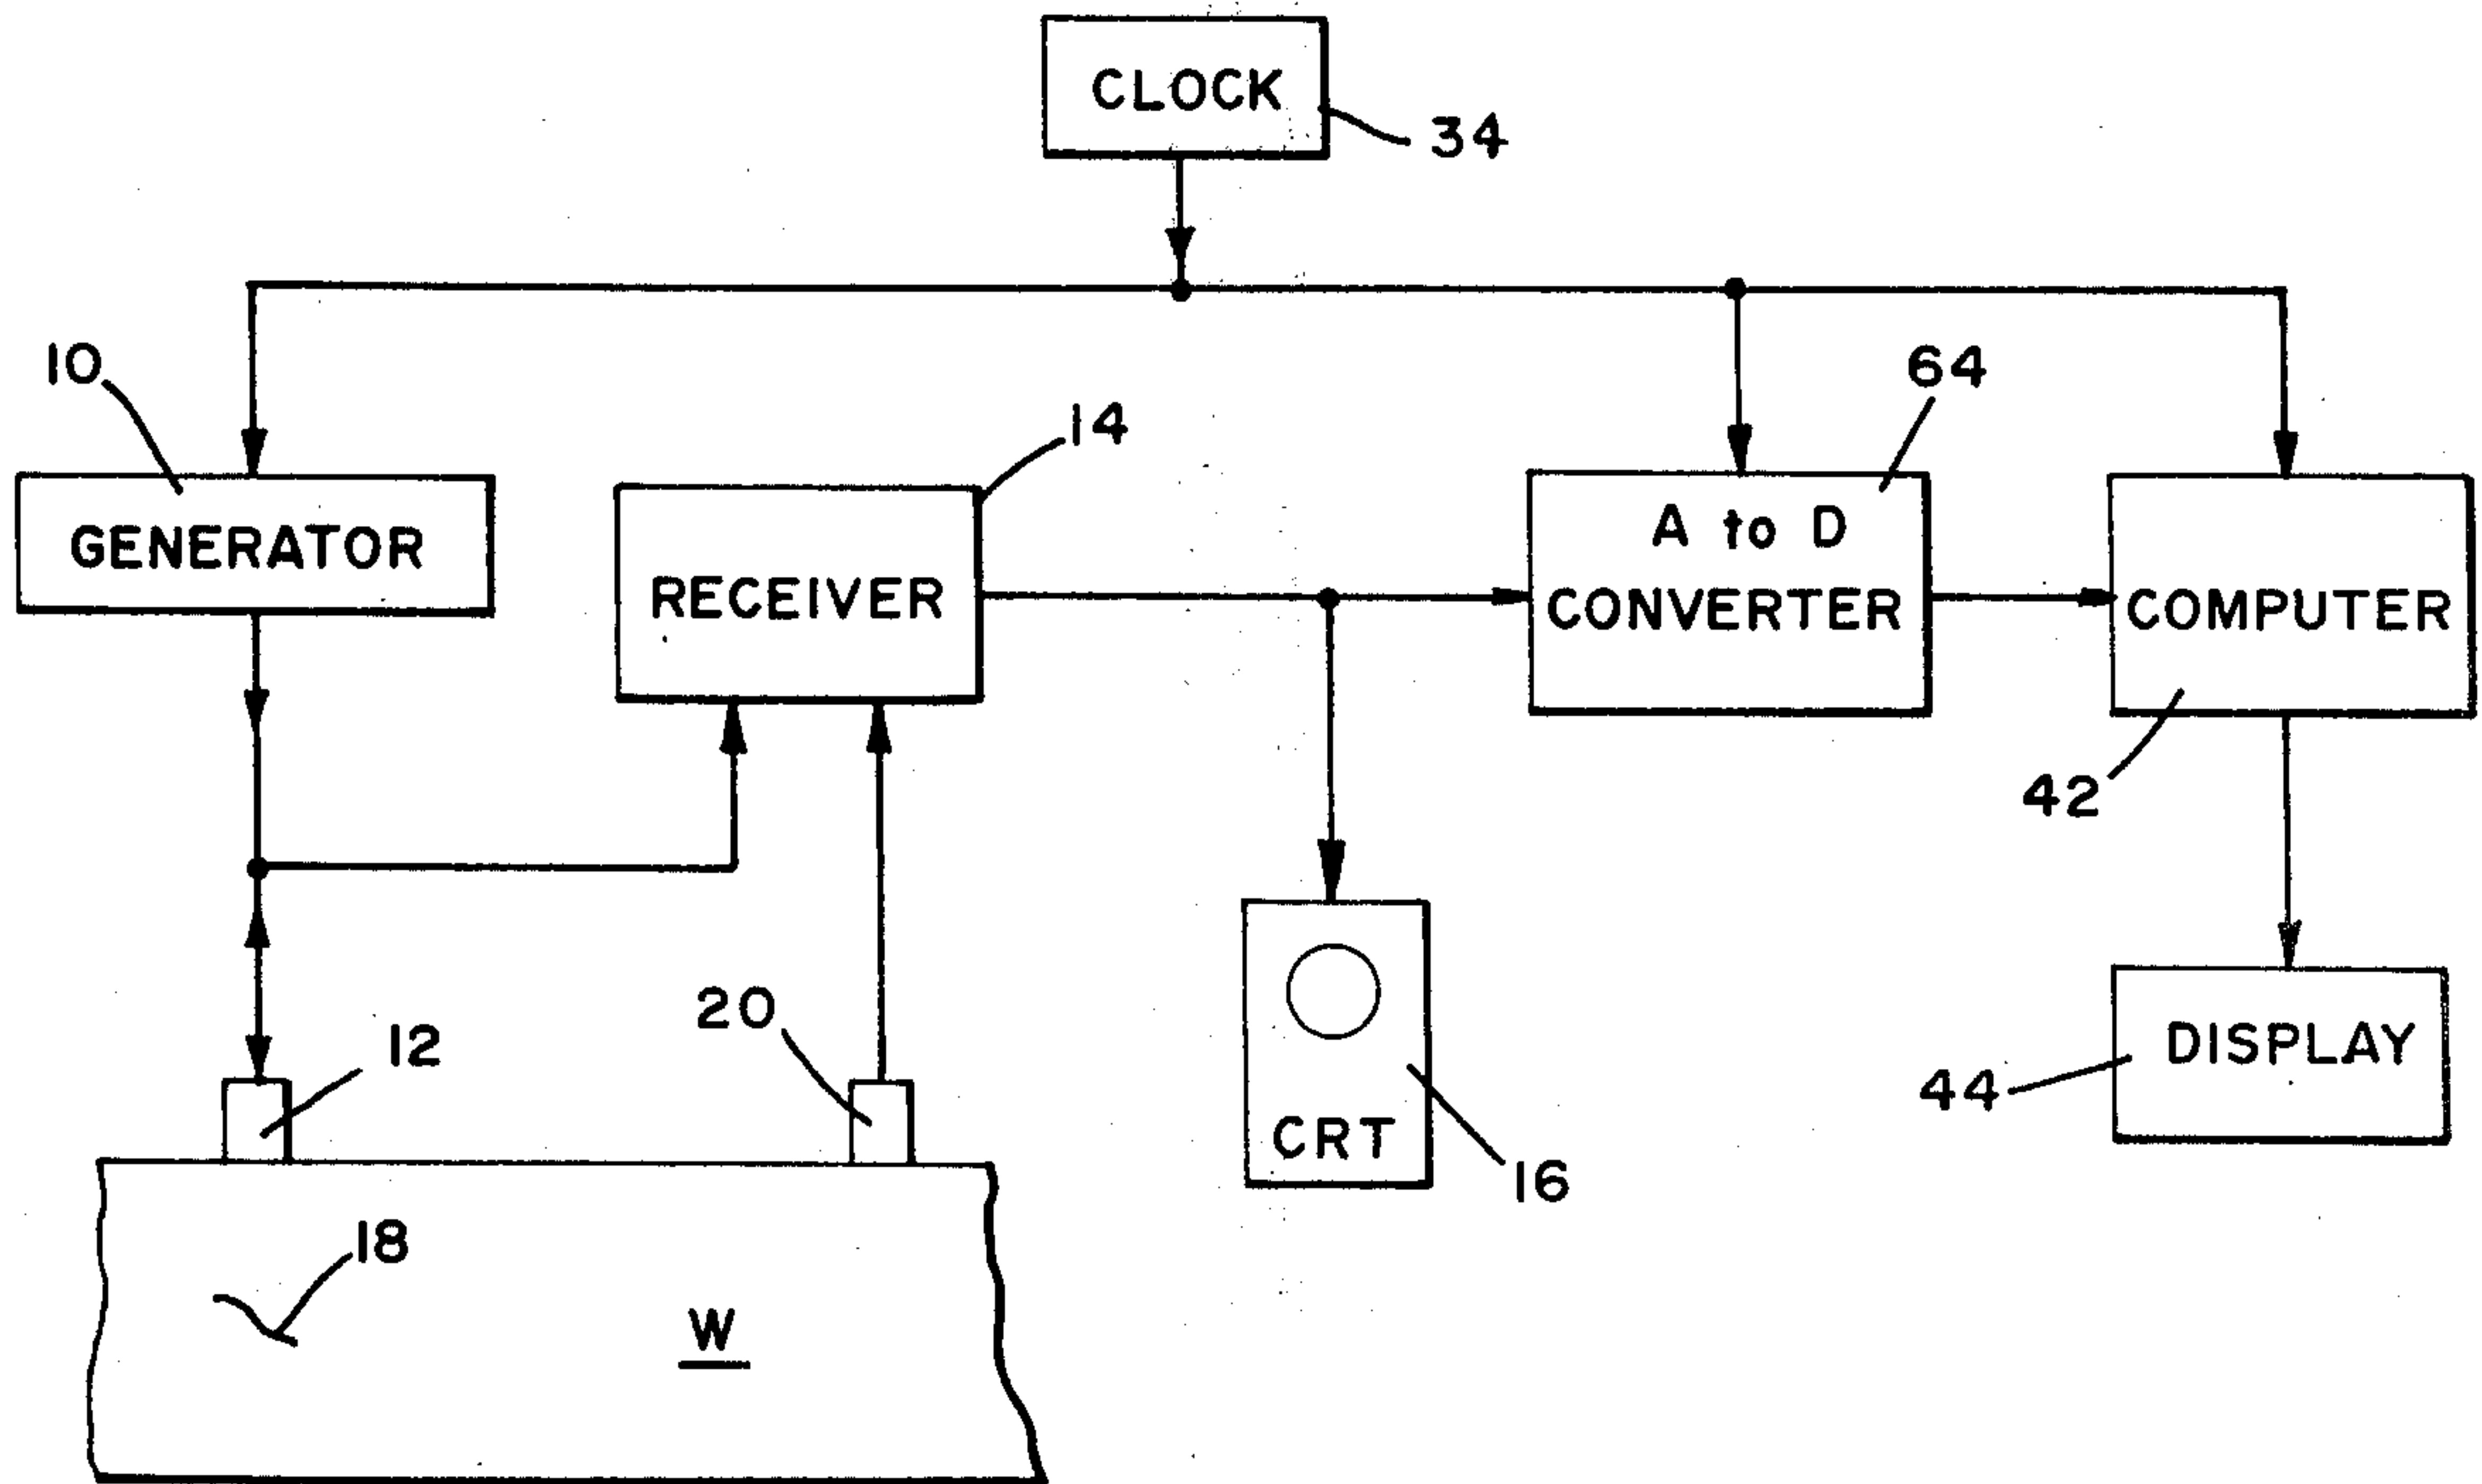 CLOCK
34
10
14
64
GENERATOR
RECEIVER
A to D
CONVERTER
COMPUTER
42
12
20
CRT
16
DISPLAY
44
18
W